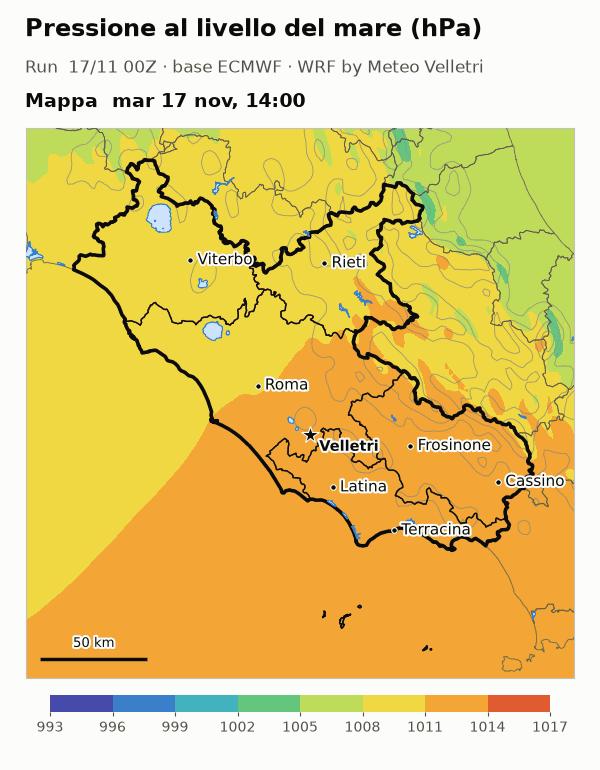 Pressione al livello del mare (hPa)
Run  17/11 00Z · base ECMWF · WRF by Meteo Velletri
Mappa  mar 17 nov, 14:00
Viterbo
Rieti
Roma
Velletri
Frosinone
Cassino
Latina
Terracina
50 km
993 996 999 1002 1005 1008 1011 1014 1017